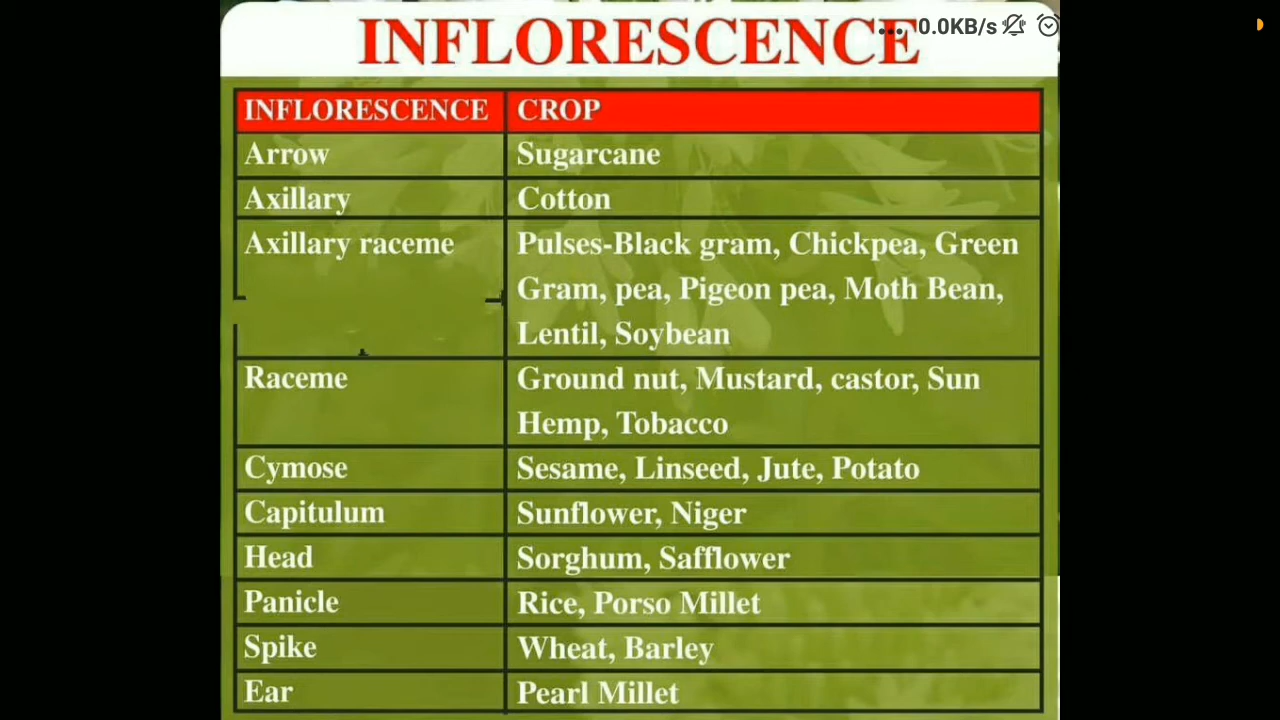 INFLORESCENCE
... 0.0KB/s
INFLORESCENCE CROP
Arrow Sugarcane
Axillary Cotton
Axillary raceme Pulses-Black gram, Chickpea, Green
Gram, pea, Pigeon pea, Moth Bean,
Lentil, Soybean
Raceme Ground nut, Mustard, castor, Sun
Hemp, Tobacco
Cymose Sesame, Linseed, Jute, Potato
Capitulum Sunflower, Niger
Head Sorghum, Safflower
Panicle Rice, Porso Millet
Spike Wheat, Barley
Ear Pearl Millet